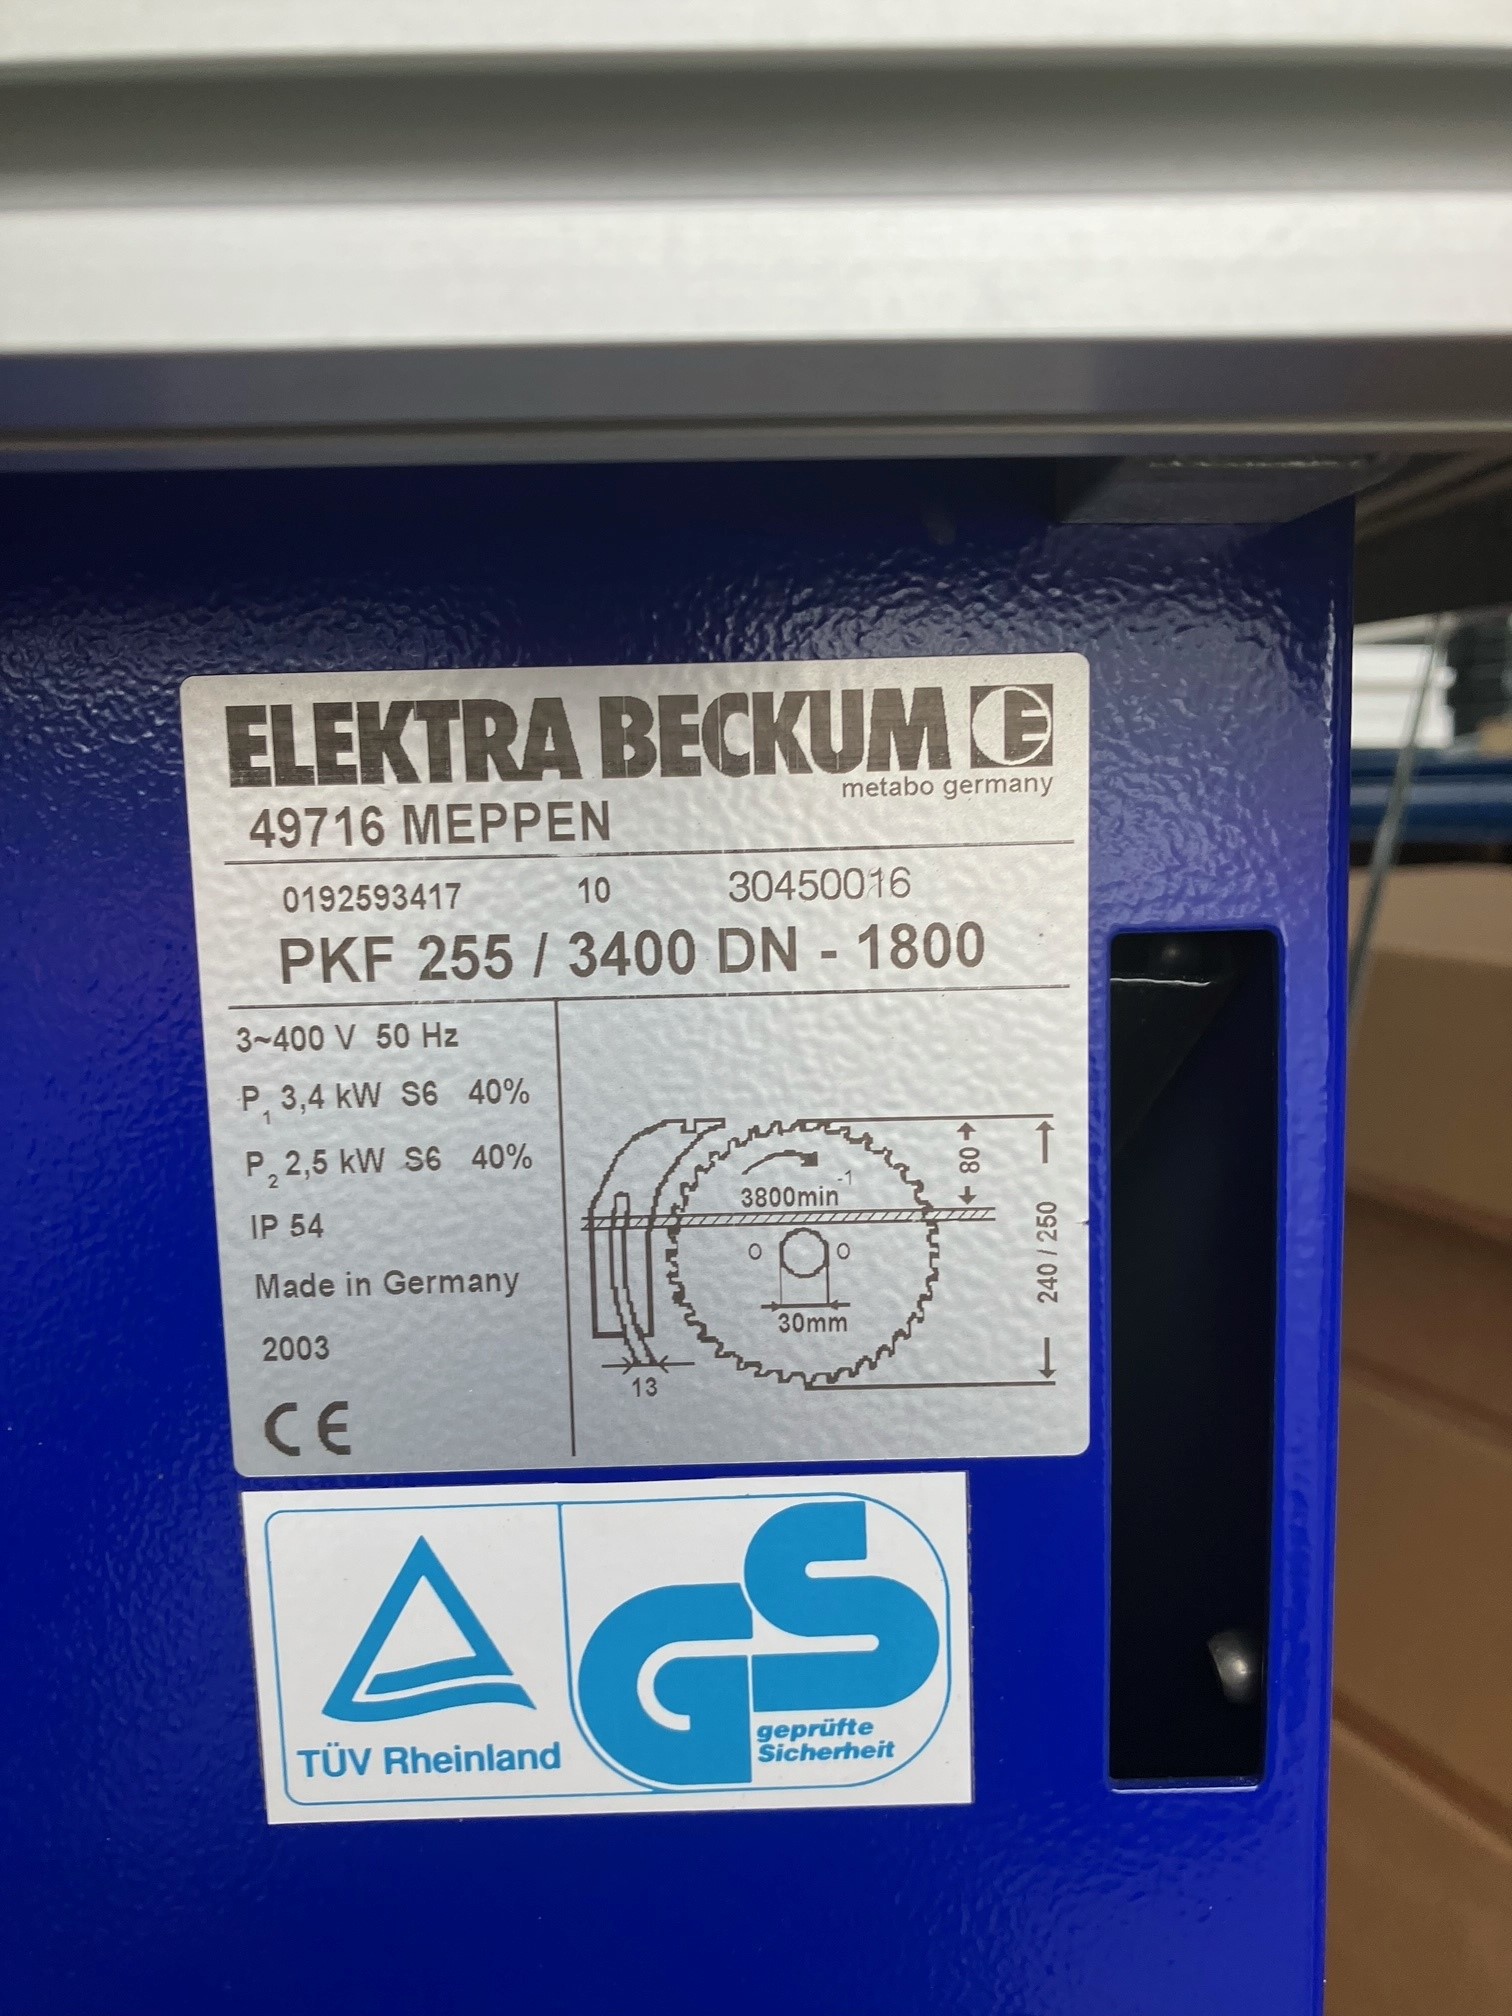 ELEKTRA BECKUM E
metabo germany
49716 MEPPEN
0192593417 10 30450016
PKF 255 / 3400 DN - 1800
3~400 V 50 Hz
P1 3,4 kW S6 40%
P2 2,5 kW S6 40%
IP 54
Made in Germany
2003
CE
3800min-1
80
240 / 250
30mm
13
TÜV Rheinland
GS
geprüfte
Sicherheit